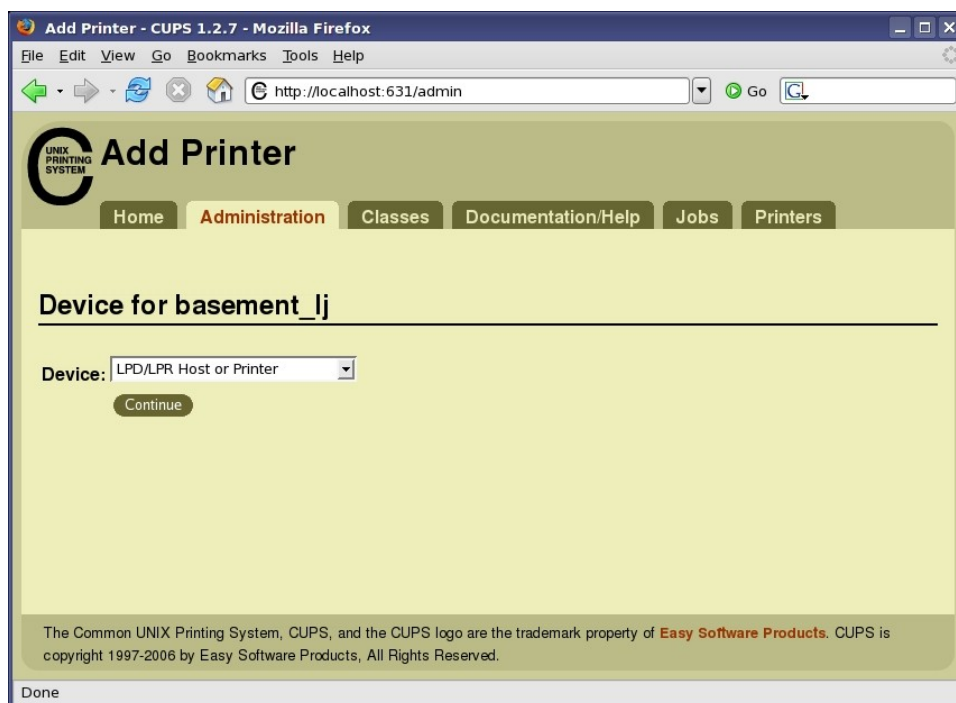 Add Printer - CUPS 1.2.7 - Mozilla Firefox
File Edit View Go Bookmarks Tools Help
http://localhost:631/admin Go G
UNIX
PRINTING
SYSTEM
Add Printer
Home Administration Classes Documentation/Help Jobs Printers
Device for basement_lj
Device: LPD/LPR Host or Printer
Continue
The Common UNIX Printing System, CUPS, and the CUPS logo are the trademark property of Easy Software Products. CUPS is
copyright 1997-2006 by Easy Software Products, All Rights Reserved.
Done